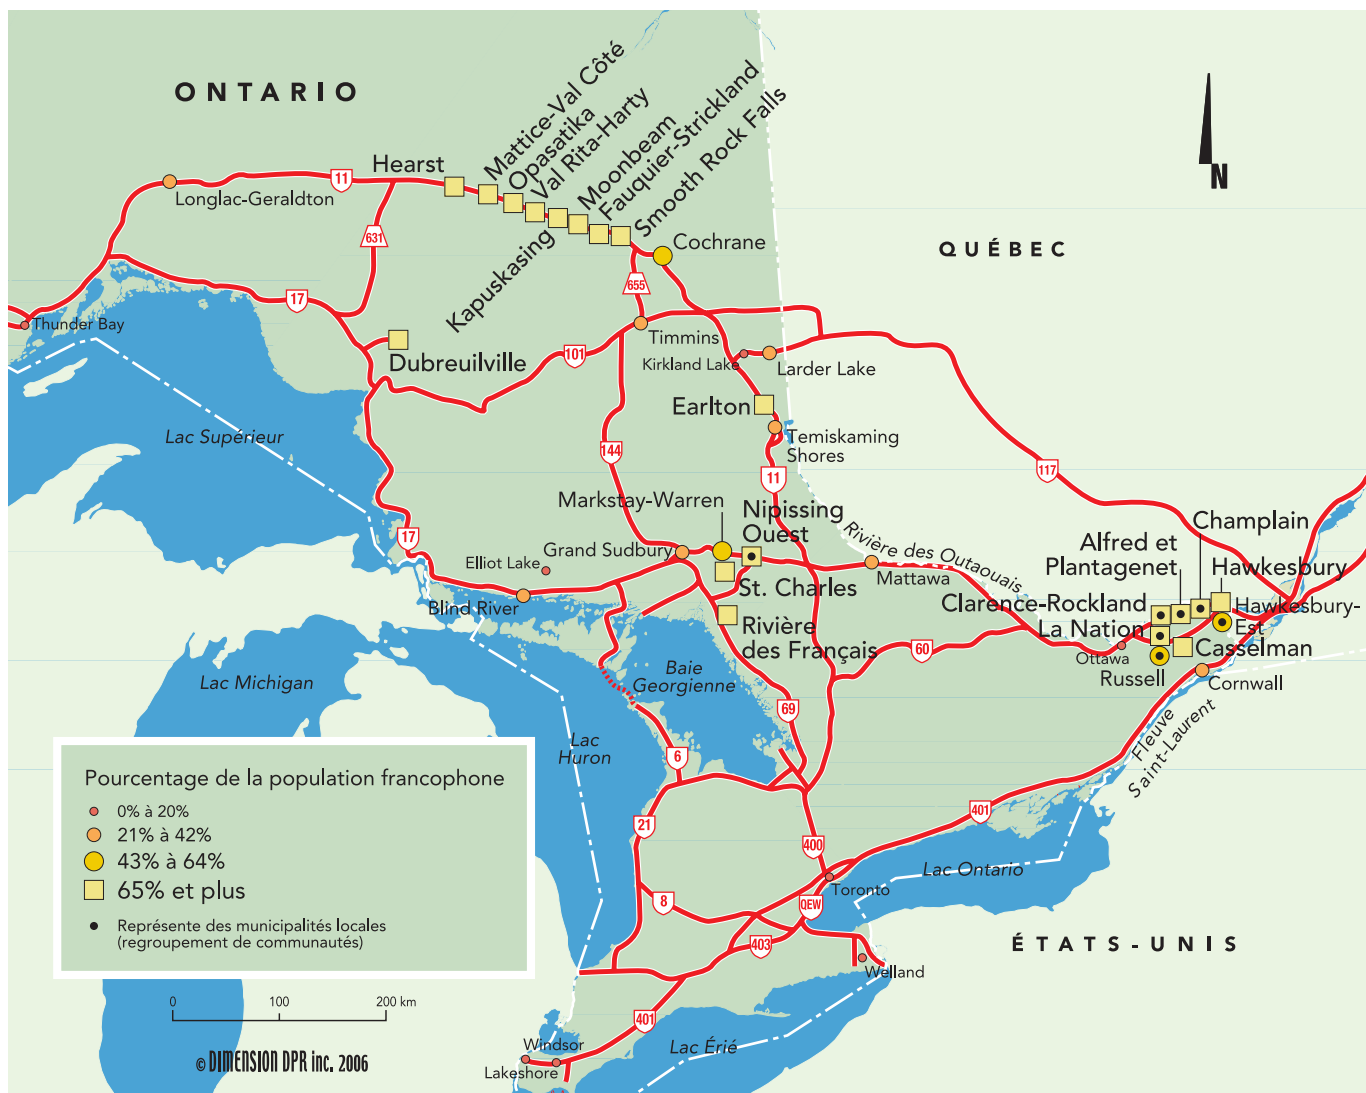 ONTARIO
Mattice-Val Côté
Opasatika
Val Rita-Harty
Moonbeam
Fauquier-Strickland
Smooth Rock Falls
Hearst
11
Longlac-Geraldton
631
Kapuskasing
Cochrane
655
N
QUÉBEC
17
Thunder Bay
Dubreuilville
101
Timmins
Kirkland Lake
Larder Lake
Earlton
Temiskaming
Shores
Lac Supérieur
144
11
117
Markstay-Warren
Nipissing
Ouest
17
Grand Sudbury
Elliot Lake
Blind River
St. Charles
Rivière
des Français
Mattawa
Rivière des Outaouais
Champlain
Alfred et
Plantagenet
Hawkesbury
Clarence-Rockland
Hawkesbury-
Est
La Nation
Casselman
Ottawa
Russell
Cornwall
60
Lac Michigan
Baie
Georgienne
69
Lac
Huron
6
Fleuve
Saint-Laurent
Pourcentage de la population francophone
0% à 20%
21% à 42%
43% à 64%
65% et plus
Représente des municipalités locales
(regroupement de communautés)
21
400
401
Toronto
Lac Ontario
8
QEW
403
Welland
ÉTATS-UNIS
0 100 200 km
401
Windsor
Lakeshore
Lac Érié
© DIMENSION DPR inc. 2006